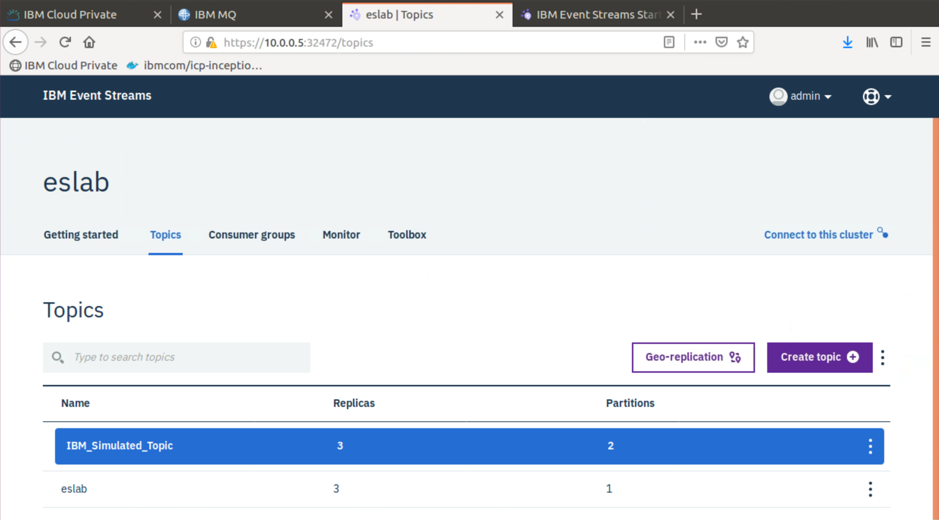 IBM Cloud Private
IBM MQ
eslab | Topics
IBM Event Streams Star
https://10.0.0.5:32472/topics
IBM Cloud Private
ibmcom/icp-inceptio…
IBM Event Streams
admin
eslab
Getting started
Topics
Consumer groups
Monitor
Toolbox
Connect to this cluster
Topics
Type to search topics
Geo-replication
Create topic
Name Replicas Partitions
IBM_Simulated_Topic 3 2
eslab 3 1